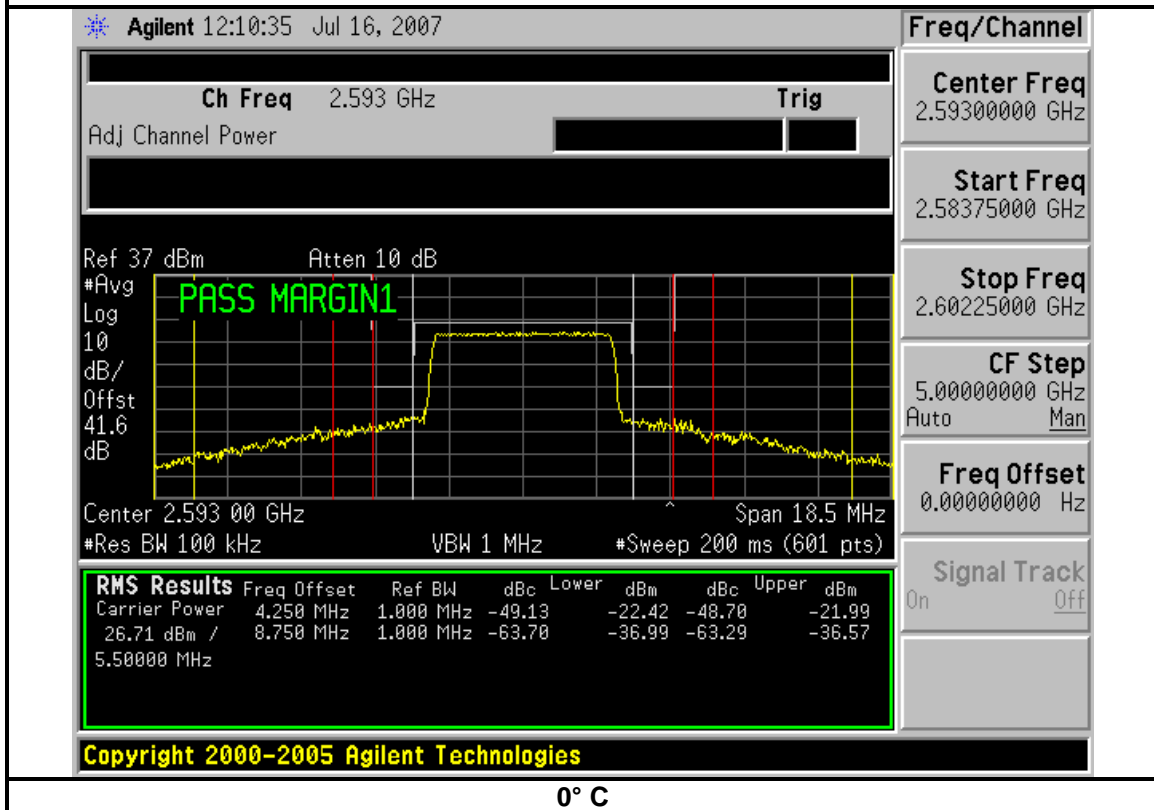 Agilent 12:10:35 Jul 16, 2007
Freq/Channel
Ch Freq 2.593 GHz Trig
Adj Channel Power
Center Freq
2.59300000 GHz
Start Freq
2.58375000 GHz
Stop Freq
2.60225000 GHz
CF Step
5.00000000 GHz
Auto Man
Freq Offset
0.00000000 Hz
Signal Track
On Off
Ref 37 dBm Atten 10 dB
#Avg
Log
10
dB/
Offst
41.6
dB
PASS MARGIN1
Center 2.593 00 GHz Span 18.5 MHz
#Res BW 100 kHz VBW 1 MHz #Sweep 200 ms (601 pts)
RMS Results Freq Offset Ref BW dBc Lower dBm dBc Upper dBm
Carrier Power 4.250 MHz 1.000 MHz -49.13 -22.42 -48.70 -21.99
26.71 dBm / 8.750 MHz 1.000 MHz -63.70 -36.99 -63.29 -36.57
5.50000 MHz
Copyright 2000-2005 Agilent Technologies
0° C